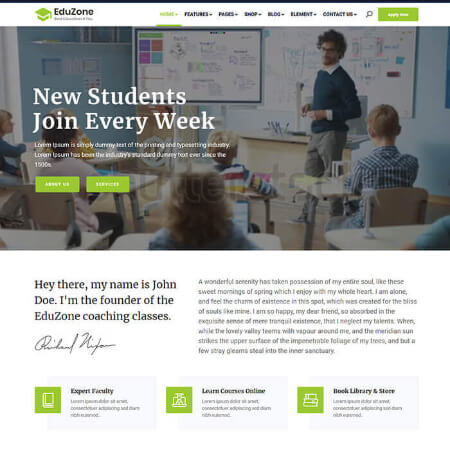 EduZone
HOME FEATURES PAGES SHOP BLOG ELEMENT CONTACT US Apply Now
New Students
Join Every Week
Lorem Ipsum is simply dummy text of the printing and typesetting industry.
Lorem Ipsum has been the industry's standard dummy text ever since the
1500s.
ABOUT US SERVICES
Hey there, my name is John
Doe. I'm the founder of the
EduZone coaching classes.
A wonderful serenity has taken possession of my entire soul, like these
sweet mornings of spring which I enjoy with my whole heart. I am alone,
and feel the charm of existence in this spot, which was created for the bliss
of souls like mine. I am so happy, my dear friend, so absorbed in the
exquisite sense of mere tranquil existence, that I neglect my talents. When,
while the lovely valley teems with vapour around me, and the meridian sun
strikes the upper surface of the impenetrable foliage of my trees, and but a
few stray gleams steal into the inner sanctuary.
Richard Nixon
Expert Faculty
Lorem ipsum dolor sit amet,
consectetuer adipiscing sed diam
nibh euismod.
Learn Courses Online
Lorem ipsum dolor sit amet,
consectetuer adipiscing sed diam
nibh euismod.
Book Library & Store
Lorem ipsum dolor sit amet,
consectetuer adipiscing sed diam
nibh euismod.